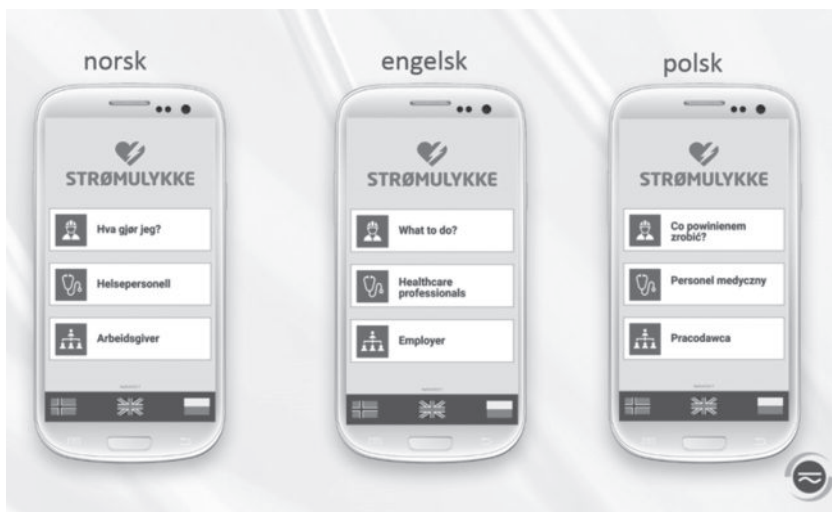 norsk
STRØMULYKKE
Hva gjør jeg?
Helsepersonell
Arbeidsgiver
engelsk
STRØMULYKKE
What to do?
Healthcare
professionals
Employer
polsk
STRØMULYKKE
Co powinienem
zrobić?
Personel medyczny
Pracodawca